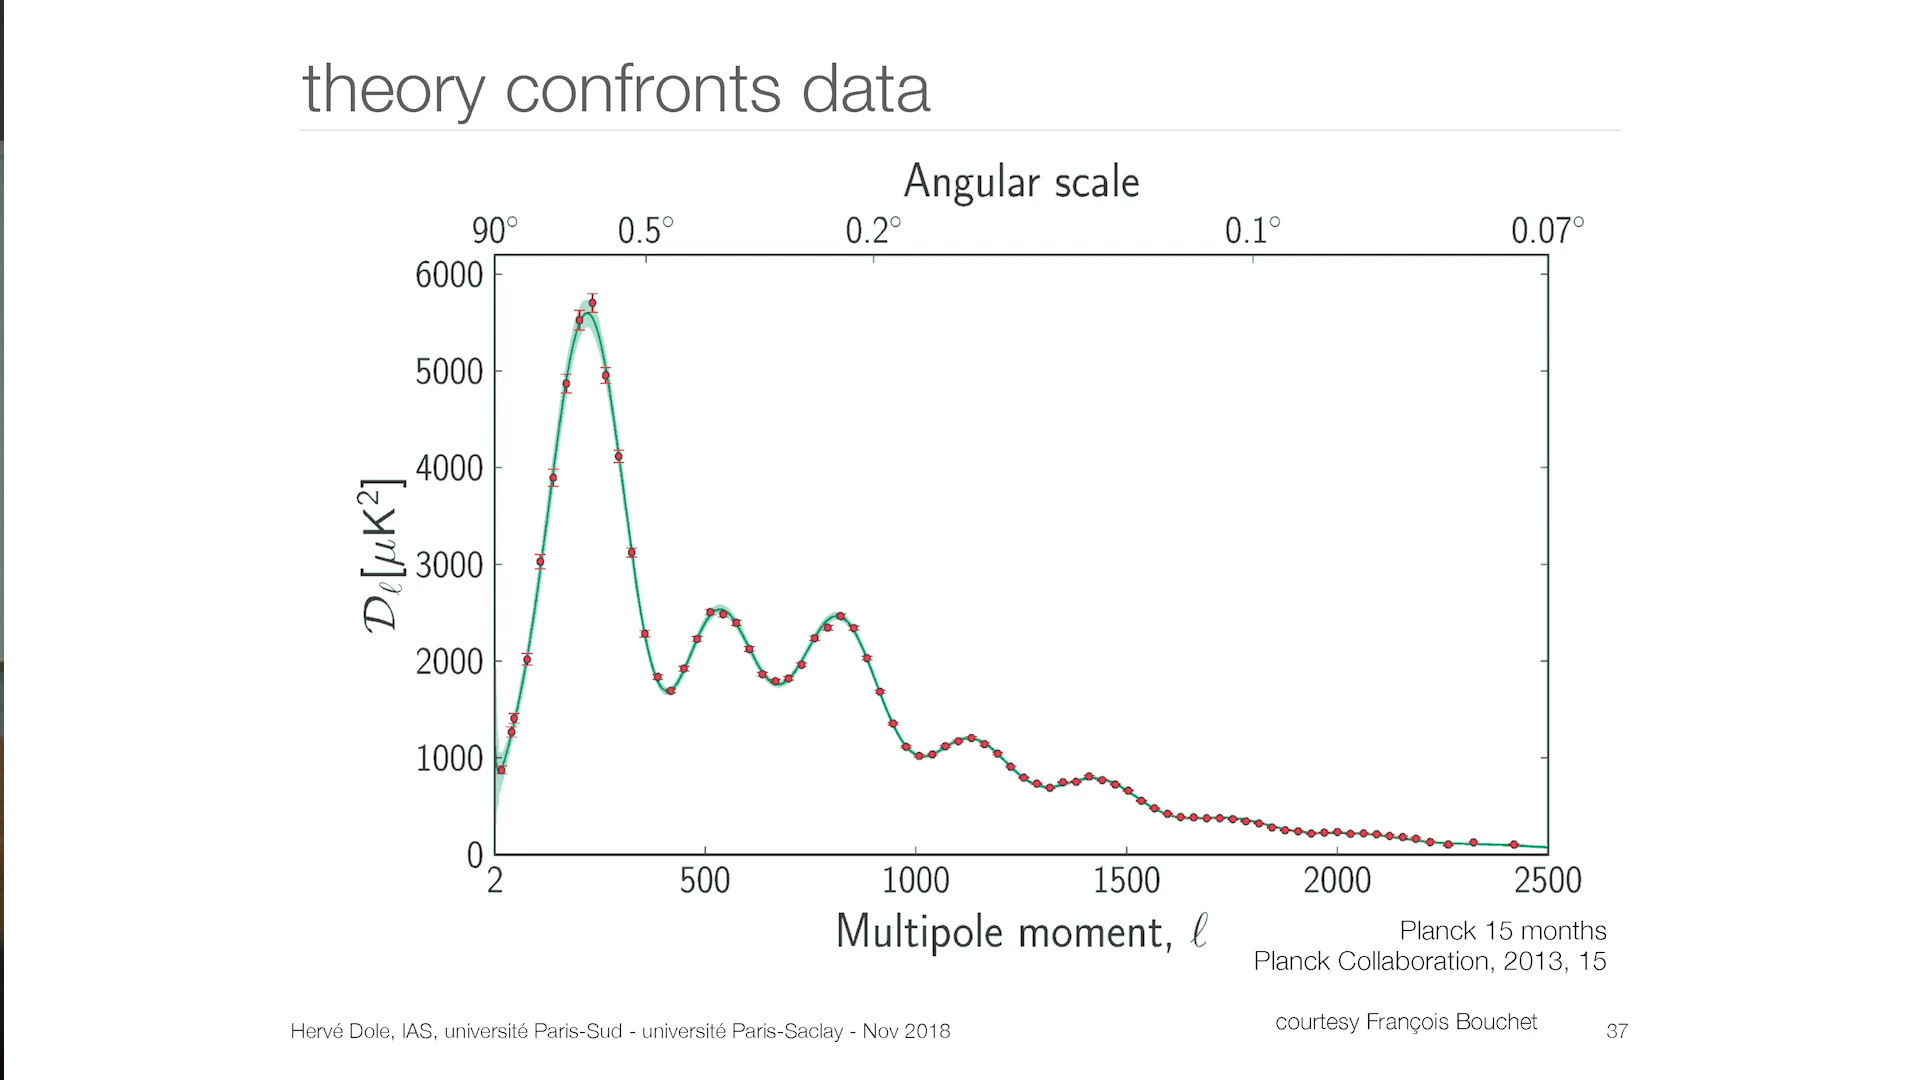 theory confronts data
Angular scale
90° 0.5° 0.2° 0.1° 0.07°
6000
5000
4000
3000
2000
1000
0
𝒟ℓ[μK²]
2 500 1000 1500 2000 2500
Multipole moment, ℓ
Planck 15 months
Planck Collaboration, 2013, 15
courtesy François Bouchet
Hervé Dole, IAS, université Paris-Sud - université Paris-Saclay - Nov 2018
37